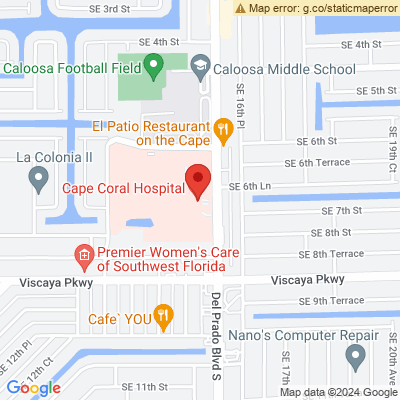 Map error: g.co/staticmaperror
SE 3rd St
SE 4th St
SE 4th St
Caloosa Football Field
Caloosa Middle School
SE 5th St
SE 16th Pl
El Patio Restaurant
on the Cape
SE 6th St
SE 19th Ct
La Colonia II
SE 6th Terrace
Cape Coral Hospital
SE 6th Ln
SE 7th St
SE 8th St
Premier Women's Care
of Southwest Florida
SE 8th Terrace
Viscaya Pkwy
Viscaya Pkwy
Del Prado Blvd S
SE 9th Terrace
Cafe` YOU
Nano's Computer Repair
SE 12th Pl
SE 12th Ct
SE 17th
SE 20th Ave
SE 11th St
Google
Map data ©2024 Google